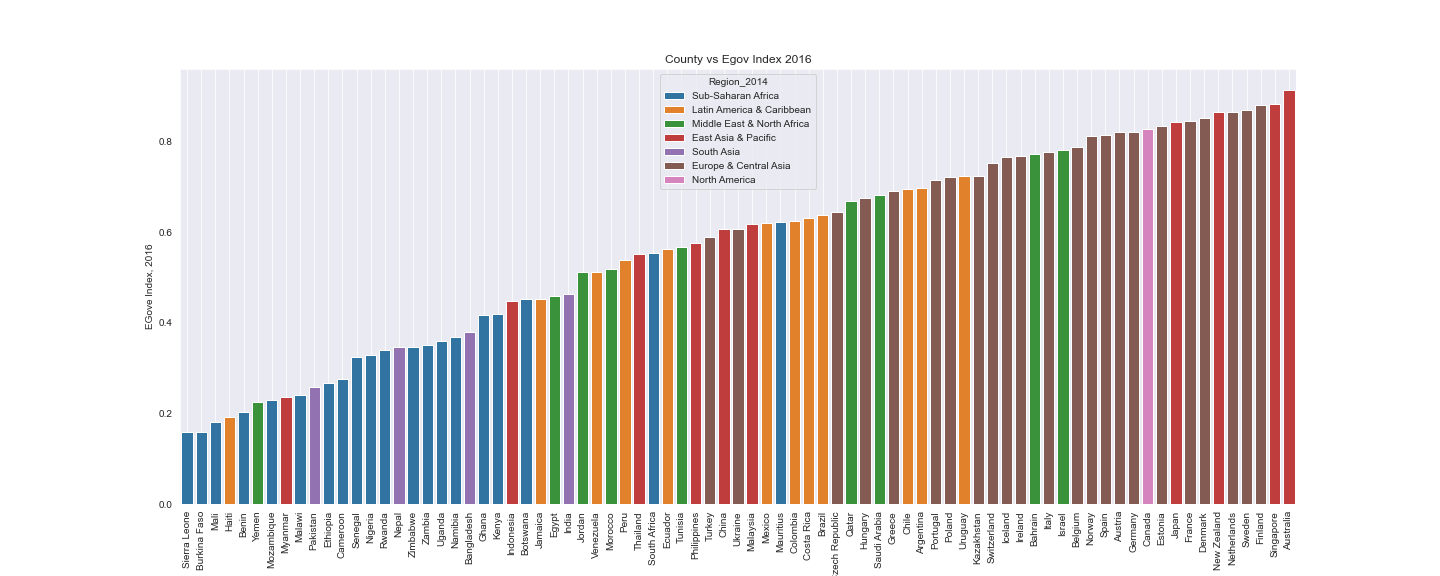 County vs Egov Index 2016
Region_2014
Sub-Saharan Africa
Latin America & Caribbean
Middle East & North Africa
East Asia & Pacific
South Asia
Europe & Central Asia
North America
EGove Index, 2016
0.8
0.6
0.4
0.2
0.0
Sierra Leone
Burkina Faso
Mali
Haiti
Benin
Yemen
Mozambique
Myanmar
Malawi
Pakistan
Ethiopia
Cameroon
Senegal
Nigeria
Rwanda
Nepal
Zimbabwe
Zambia
Uganda
Namibia
Bangladesh
Ghana
Kenya
Indonesia
Botswana
Jamaica
Egypt
India
Jordan
Venezuela
Morocco
Peru
Thailand
South Africa
Ecuador
Tunisia
Philippines
Turkey
China
Ukraine
Malaysia
Mexico
Mauritius
Colombia
Costa Rica
Brazil
zech Republic
Qatar
Hungary
Saudi Arabia
Greece
Chile
Argentina
Portugal
Poland
Uruguay
Kazakhstan
Switzerland
Iceland
Ireland
Bahrain
Italy
Israel
Belgium
Norway
Spain
Austria
Germany
Canada
Estonia
Japan
France
Denmark
New Zealand
Netherlands
Sweden
Finland
Singapore
Australia